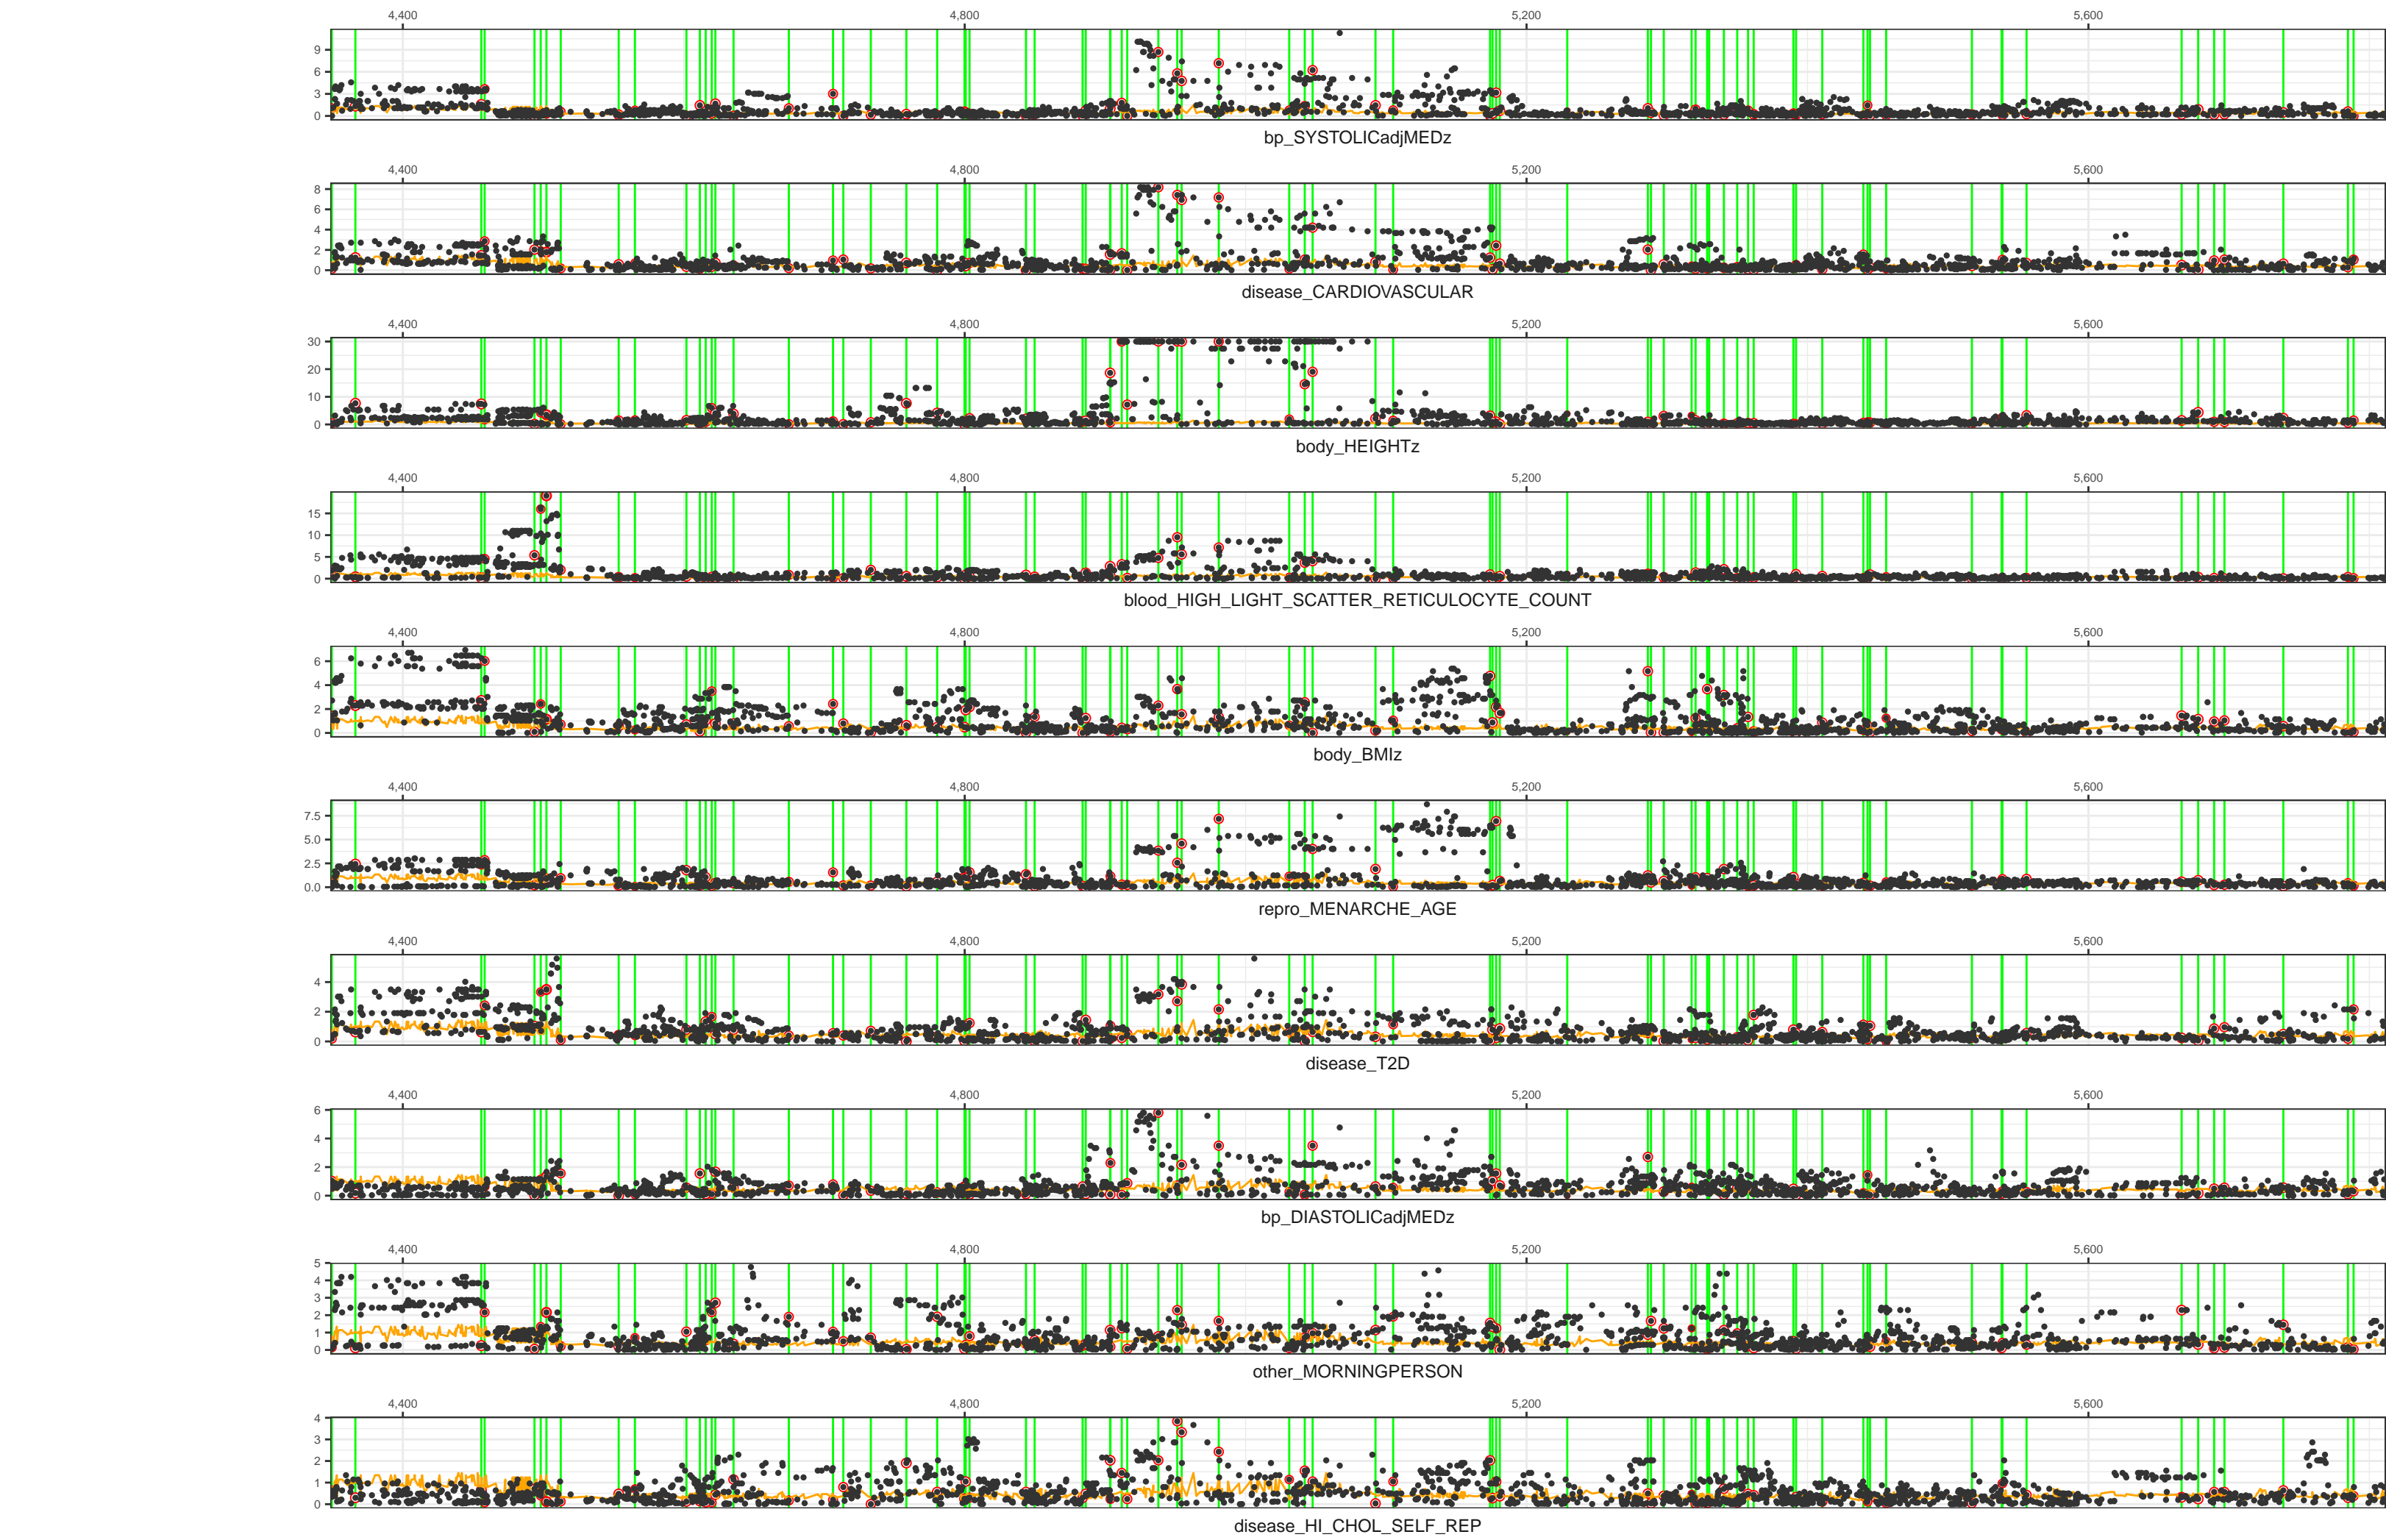 4,400 4,800 5,200 5,600
9
6
3
0
bp_SYSTOLICadjMEDz
4,400 4,800 5,200 5,600
8
6
4
2
0
disease_CARDIOVASCULAR
4,400 4,800 5,200 5,600
30
20
10
0
body_HEIGHTz
4,400 4,800 5,200 5,600
15
10
5
0
blood_HIGH_LIGHT_SCATTER_RETICULOCYTE_COUNT
4,400 4,800 5,200 5,600
6
4
2
0
body_BMIz
4,400 4,800 5,200 5,600
7.5
5.0
2.5
0.0
repro_MENARCHE_AGE
4,400 4,800 5,200 5,600
4
2
0
disease_T2D
4,400 4,800 5,200 5,600
6
4
2
0
bp_DIASTOLICadjMEDz
4,400 4,800 5,200 5,600
5
4
3
2
1
0
other_MORNINGPERSON
4,400 4,800 5,200 5,600
4
3
2
1
0
disease_HI_CHOL_SELF_REP